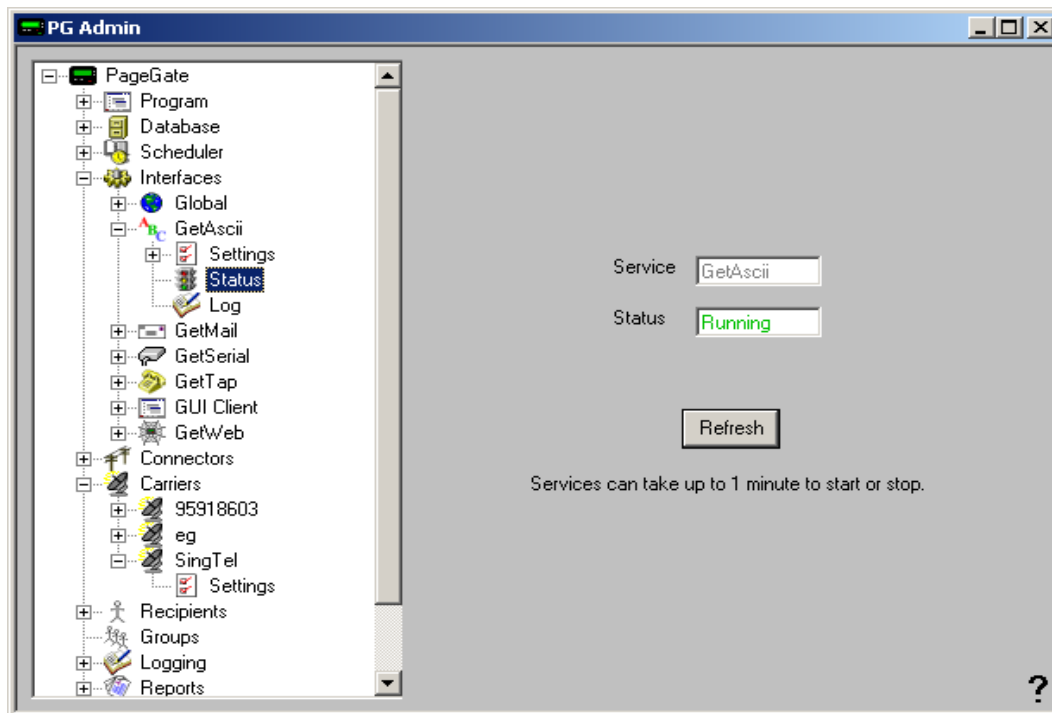 PG Admin
PageGate
Program
Database
Scheduler
Interfaces
Global
GetAscii
Settings
Status
Log
GetMail
GetSerial
GetTap
GUI Client
GetWeb
Connectors
Carriers
95918603
eg
SingTel
Settings
Recipients
Groups
Logging
Reports
Service GetAscii
Status Running
Refresh
Services can take up to 1 minute to start or stop.
?